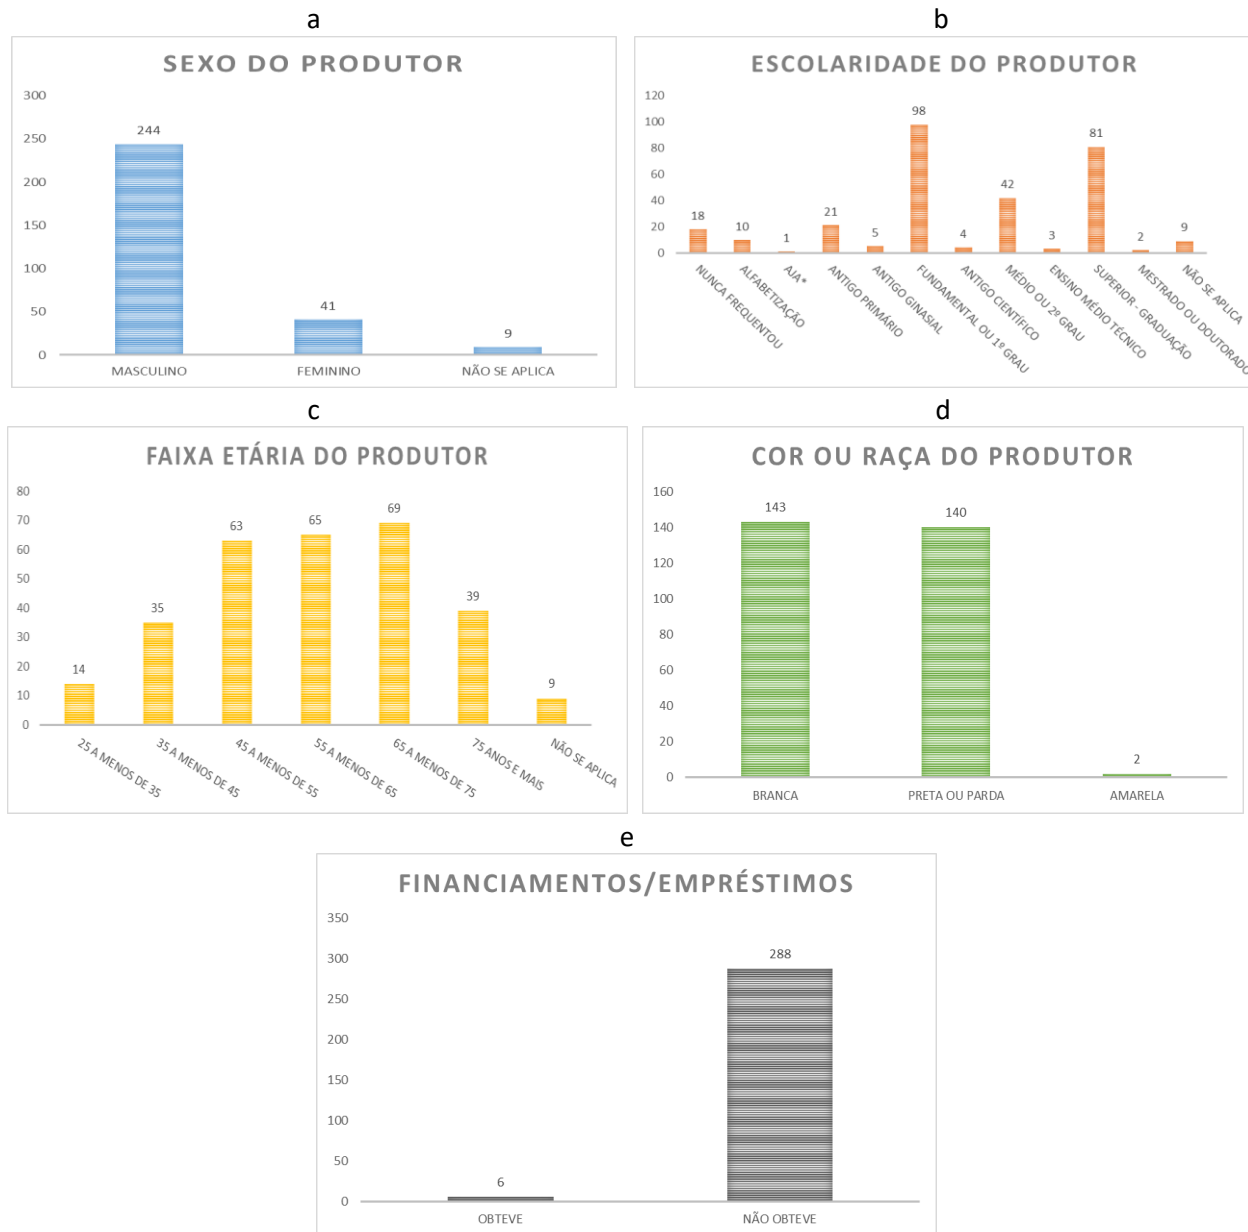 a
SEXO DO PRODUTOR
300
250
200
150
100
50
0
244
41
9
MASCULINO
FEMININO
NÃO SE APLICA
b
ESCOLARIDADE DO PRODUTOR
120
100
80
60
40
20
0
18
10
1
21
5
98
4
42
3
81
2
9
NUNCA FREQUENTOU
ALFABETIZAÇÃO
AJA*
ANTIGO PRIMÁRIO
ANTIGO GINASIAL
FUNDAMENTAL OU 1º GRAU
ANTIGO CIENTÍFICO
MÉDIO OU 2º GRAU
ENSINO MÉDIO TÉCNICO
SUPERIOR - GRADUAÇÃO
MESTRADO OU DOUTORADO
NÃO SE APLICA
c
FAIXA ETÁRIA DO PRODUTOR
80
70
60
50
40
30
20
10
0
14
35
63
65
69
39
9
25 A MENOS DE 35
35 A MENOS DE 45
45 A MENOS DE 55
55 A MENOS DE 65
65 A MENOS DE 75
75 ANOS E MAIS
NÃO SE APLICA
d
COR OU RAÇA DO PRODUTOR
160
140
120
100
80
60
40
20
0
143
140
2
BRANCA
PRETA OU PARDA
AMARELA
e
FINANCIAMENTOS/EMPRÉSTIMOS
350
300
250
200
150
100
50
0
6
288
OBTEVE
NÃO OBTEVE